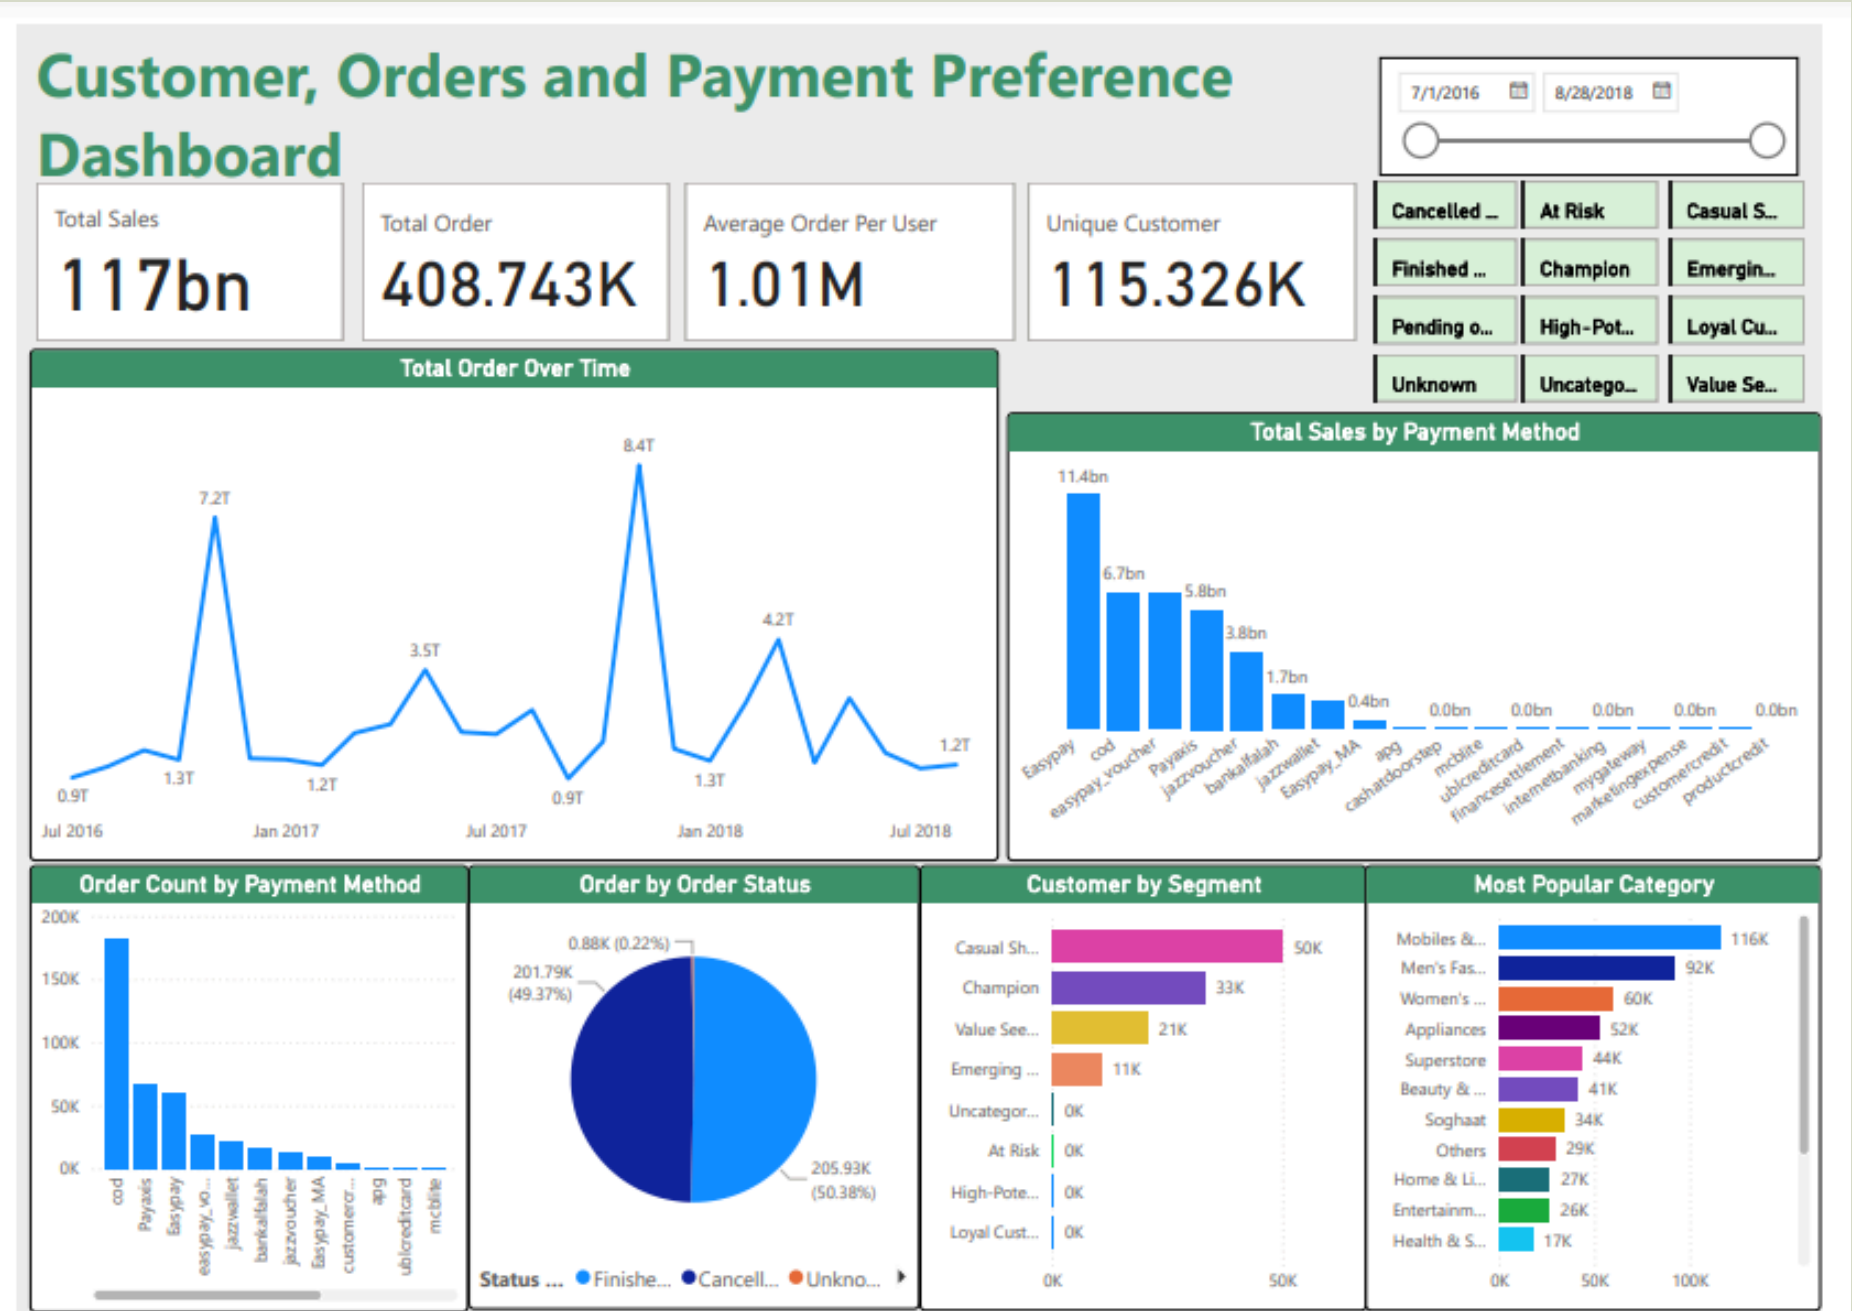 Customer, Orders and Payment Preference
Dashboard
7/1/2016
8/28/2018
Total Sales
117bn
Total Order
408.743K
Average Order Per User
1.01M
Unique Customer
115.326K
Cancelled ...
At Risk
Casual S...
Finished ...
Champion
Emergin...
Pending o...
High-Pot...
Loyal Cu...
Unknown
Uncatego...
Value Se...
Total Order Over Time
8.4T
7.2T
4.2T
3.5T
1.2T
1.3T
1.2T
1.3T
0.9T
0.9T
Jul 2016
Jan 2017
Jul 2017
Jan 2018
Jul 2018
Total Sales by Payment Method
11.4bn
6.7bn
5.8bn
3.8bn
1.7bn
0.4bn
0.0bn
0.0bn
0.0bn
0.0bn
0.0bn
Easypay
cod
easypay_voucher
Payaxis
jazzvoucher
bankalfalah
jazzwallet
Easypay_MA
apg
cashatdoorstep
mcblite
ublcreditcard
financesettlement
internetbanking
mygateway
marketingexpense
customercredit
productcredit
Order Count by Payment Method
200K
150K
100K
50K
0K
cod
Payaxis
Easypay
easypay_vo...
jazzwallet
bankalfalah
jazzvoucher
Easypay_MA
customercr...
apg
ublcreditcard
mcblite
Order by Order Status
0.88K (0.22%)
201.79K
(49.37%)
205.93K
(50.38%)
Status ...
Finishe...
Cancell...
Unkno...
Customer by Segment
Casual Sh...
50K
Champion
33K
Value See...
21K
Emerging ...
11K
Uncategor...
0K
At Risk
0K
High-Pote...
0K
Loyal Cust...
0K
0K
50K
Most Popular Category
Mobiles &...
116K
Men's Fas...
92K
Women's ...
60K
Appliances
52K
Superstore
44K
Beauty & ...
41K
Soghaat
34K
Others
29K
Home & Li...
27K
Entertainm...
26K
Health & S...
17K
0K
50K
100K